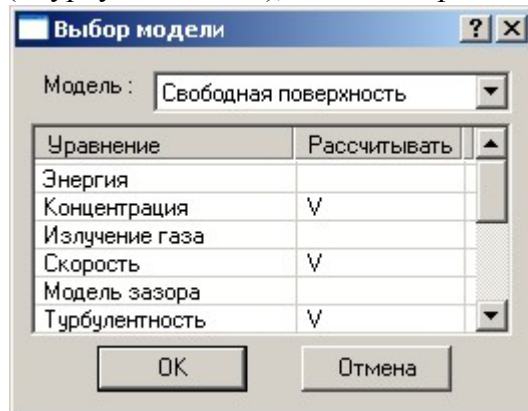 Выбор модели
Модель : Свободная поверхность
Уравнение Рассчитывать
Энергия
Концентрация V
Излучение газа
Скорость V
Модель зазора
Турбулентность V
OK Отмена